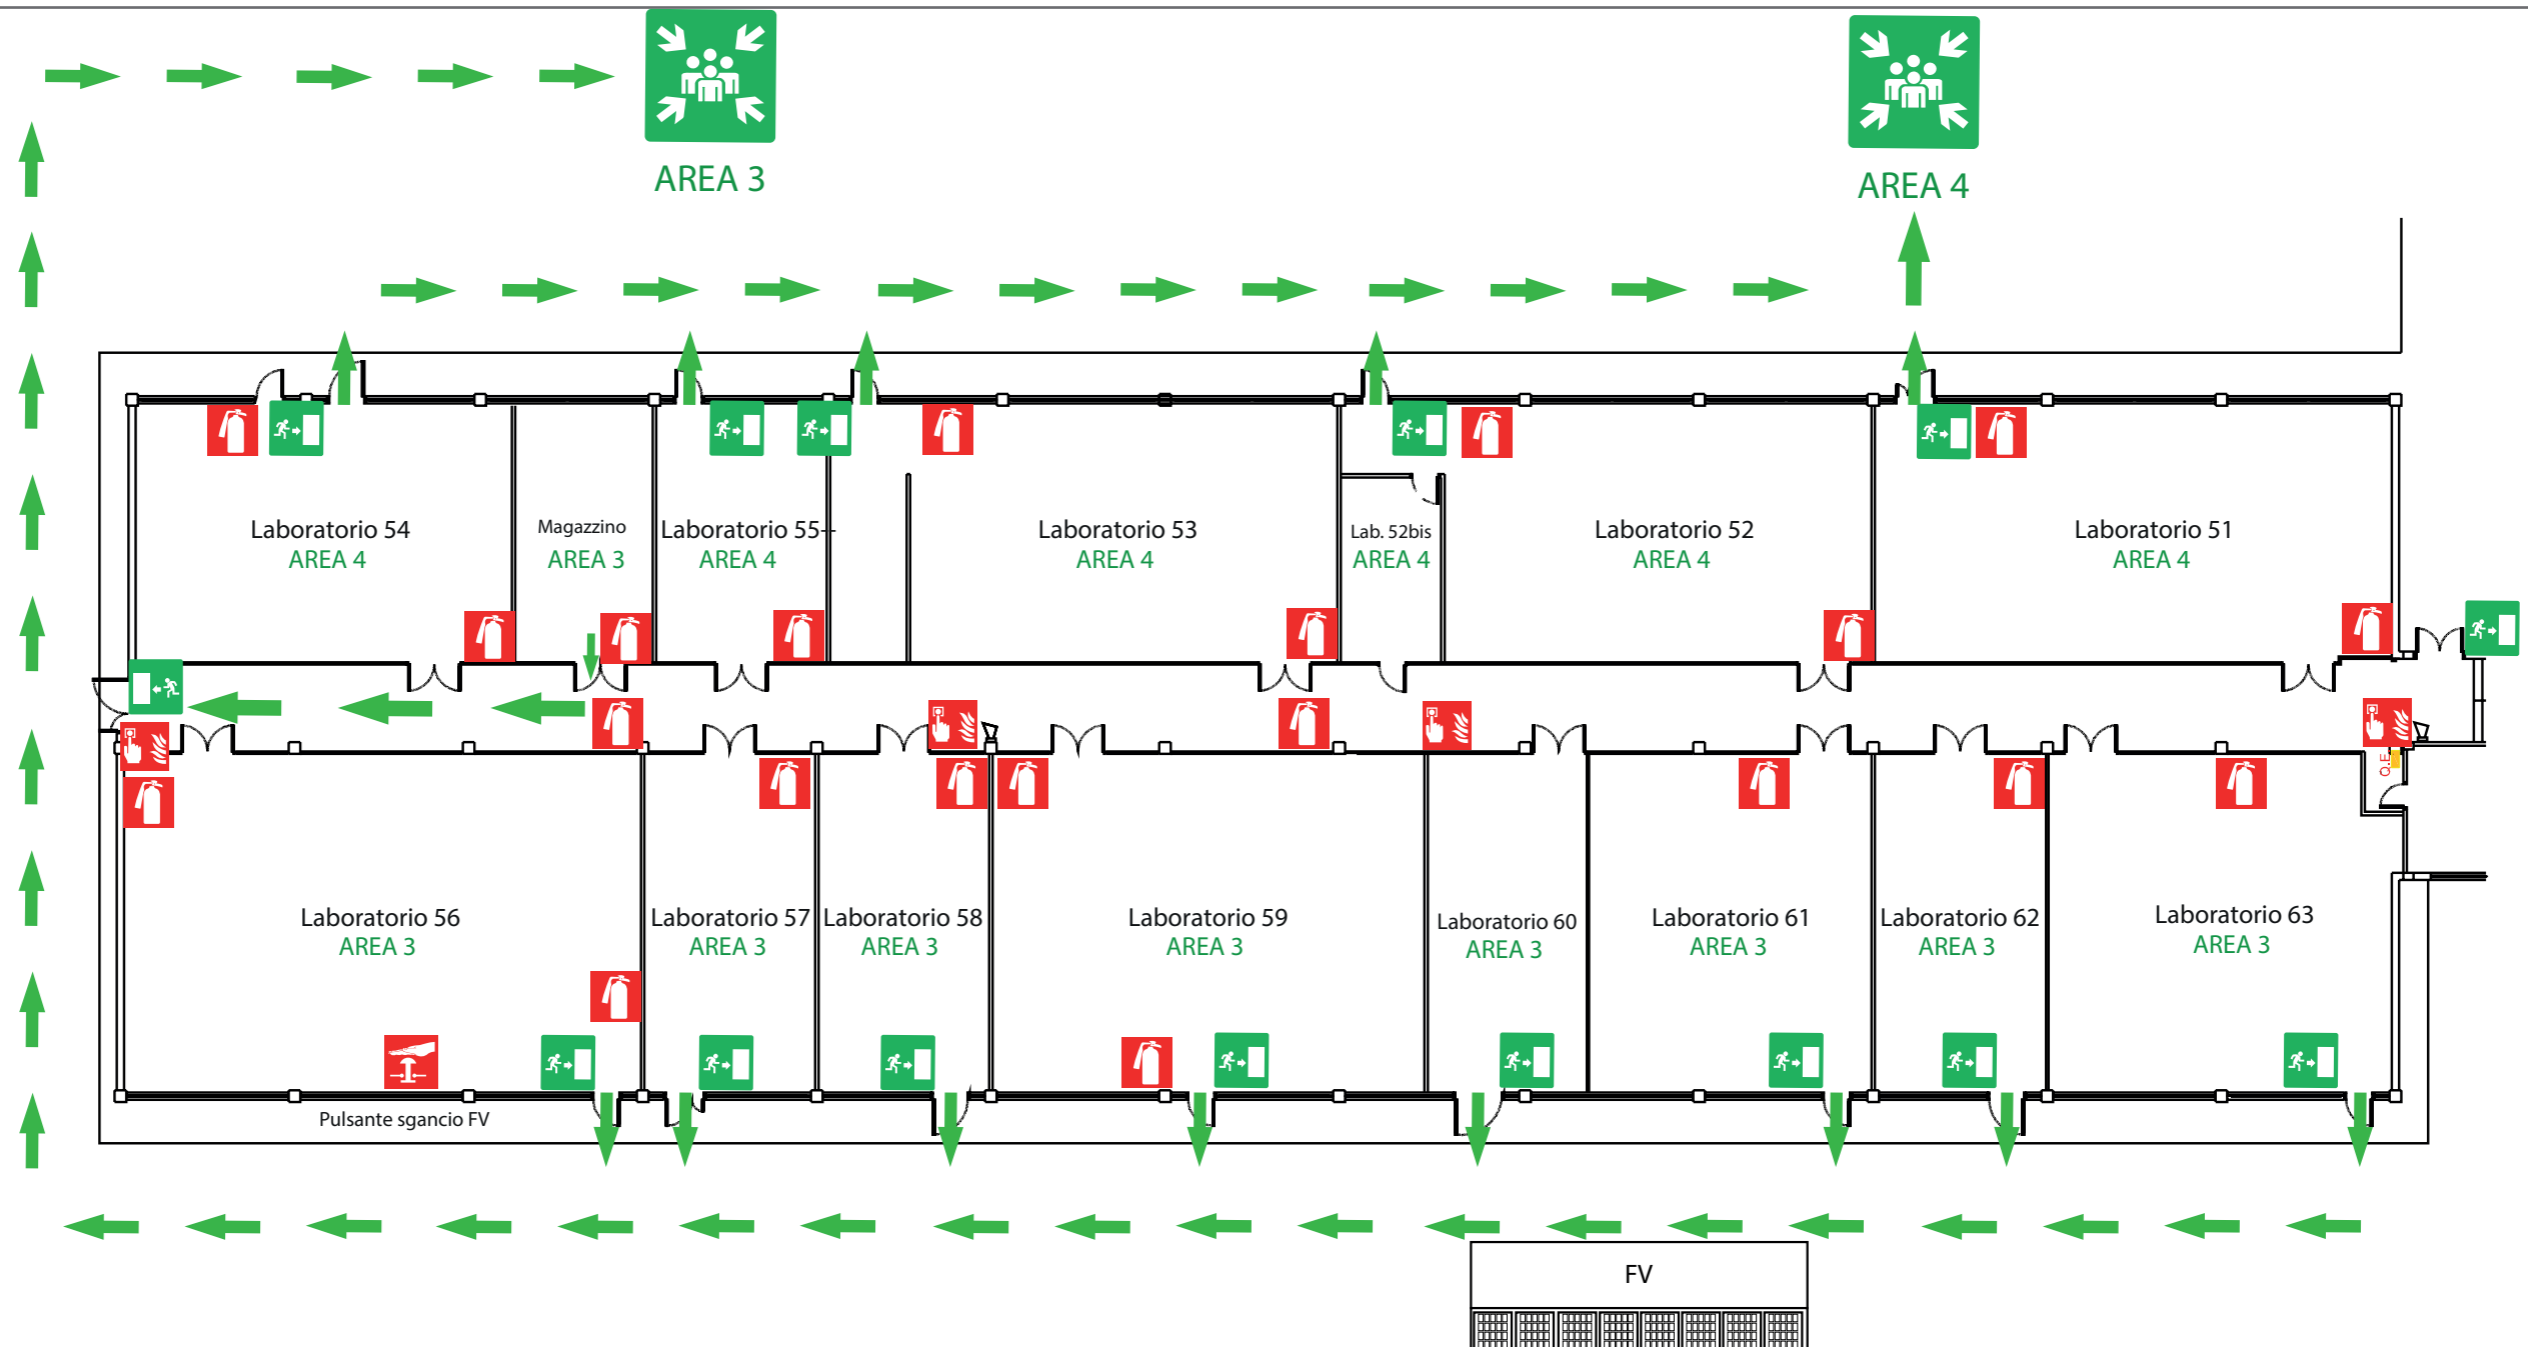 AREA 3
AREA 4
Laboratorio 54
AREA 4
Magazzino
AREA 3
Laboratorio 55
AREA 4
Laboratorio 53
AREA 4
Lab. 52bis
AREA 4
Laboratorio 52
AREA 4
Laboratorio 51
AREA 4
Q.E.
Laboratorio 56
AREA 3
Laboratorio 57
AREA 3
Laboratorio 58
AREA 3
Laboratorio 59
AREA 3
Laboratorio 60
AREA 3
Laboratorio 61
AREA 3
Laboratorio 62
AREA 3
Laboratorio 63
AREA 3
Pulsante sgancio FV
FV